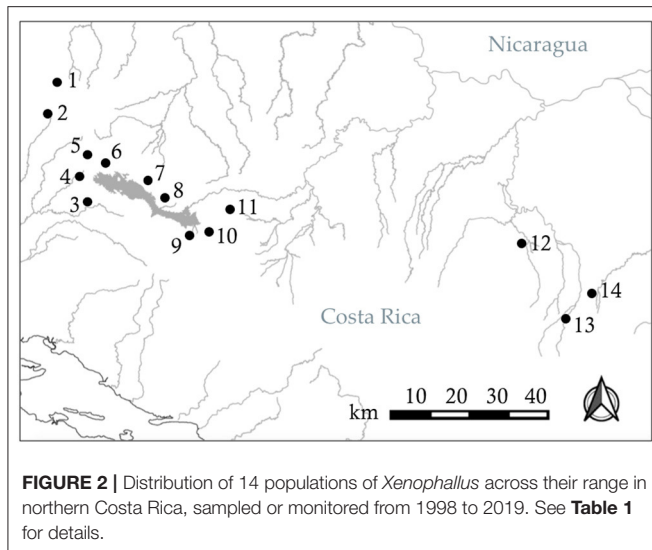 Nicaragua
1
2
5
6
4
7
8
3
11
9
10
12
14
13
Costa Rica
km 10 20 30 40
FIGURE 2 | Distribution of 14 populations of Xenophallus across their range in
northern Costa Rica, sampled or monitored from 1998 to 2019. See Table 1
for details.